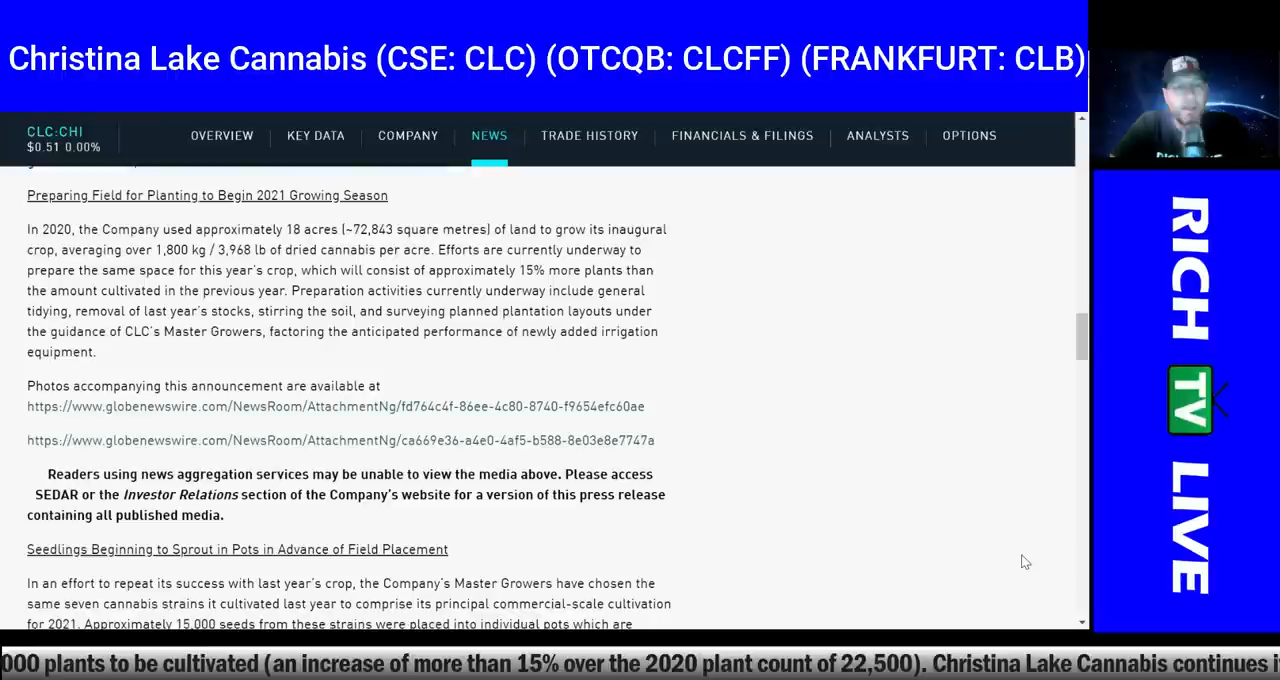 Christina Lake Cannabis (CSE: CLC) (OTCQB: CLCFF) (FRANKFURT: CLB)
CLC:CHI
$0.51 0.00%
OVERVIEW
KEY DATA
COMPANY
NEWS
TRADE HISTORY
FINANCIALS & FILINGS
ANALYSTS
OPTIONS
Preparing Field for Planting to Begin 2021 Growing Season
In 2020, the Company used approximately 18 acres (~72,843 square metres) of land to grow its inaugural
crop, averaging over 1,800 kg / 3,968 lb of dried cannabis per acre. Efforts are currently underway to
prepare the same space for this year's crop, which will consist of approximately 15% more plants than
the amount cultivated in the previous year. Preparation activities currently underway include general
tidying, removal of last year's stocks, stirring the soil, and surveying planned plantation layouts under
the guidance of CLC's Master Growers, factoring the anticipated performance of newly added irrigation
equipment.
Photos accompanying this announcement are available at
https://www.globenewswire.com/NewsRoom/AttachmentNg/fd764c4f-86ee-4c80-8740-f9654efc60ae
https://www.globenewswire.com/NewsRoom/AttachmentNg/ca669e36-a4e0-4af5-b588-8e03e8e7747a
Readers using news aggregation services may be unable to view the media above. Please access
SEDAR or the Investor Relations section of the Company's website for a version of this press release
containing all published media.
Seedlings Beginning to Sprout in Pots in Advance of Field Placement
In an effort to repeat its success with last year's crop, the Company's Master Growers have chosen the
same seven cannabis strains it cultivated last year to comprise its principal commercial-scale cultivation
for 2021. Approximately 15,000 seeds from these strains were placed into individual pots which are
RICH
TV
LIVE
000 plants to be cultivated (an increase of more than 15% over the 2020 plant count of 22,500). Christina Lake Cannabis continues i